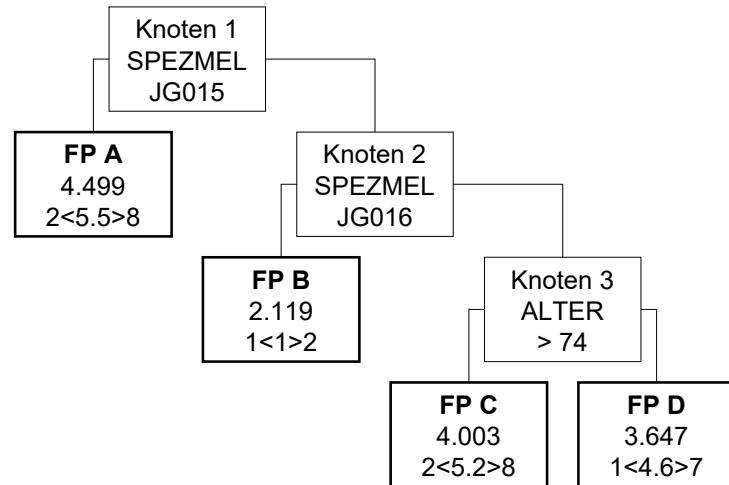 Knoten 1
SPEZMEL
JG015
FP A
4.499
2<5.5>8
Knoten 2
SPEZMEL
JG016
FP B
2.119
1<1>2
Knoten 3
ALTER
> 74
FP C
4.003
2<5.2>8
FP D
3.647
1<4.6>7